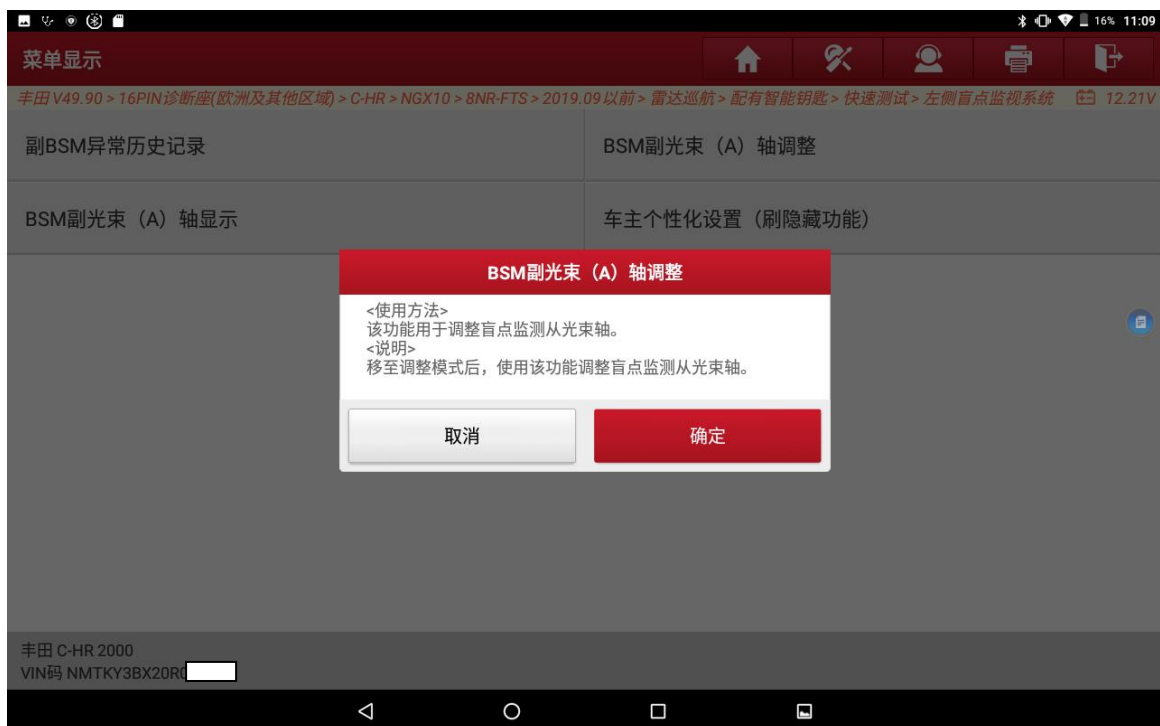 16% 11:09
菜单显示
丰田 V49.90 > 16PIN诊断座(欧洲及其他区域) > C-HR > NGX10 > 8NR-FTS > 2019.09以前 > 雷达巡航 > 配有智能钥匙 > 快速测试 > 左侧盲点监视系统 12.21V
副BSM异常历史记录
BSM副光束（A）轴调整
BSM副光束（A）轴显示
车主个性化设置（刷隐藏功能）
BSM副光束（A）轴调整
<使用方法>
该功能用于调整盲点监测从光束轴。
<说明>
移至调整模式后，使用该功能调整盲点监测从光束轴。
取消
确定
丰田 C-HR 2000
VIN码 NMTKY3BX20R